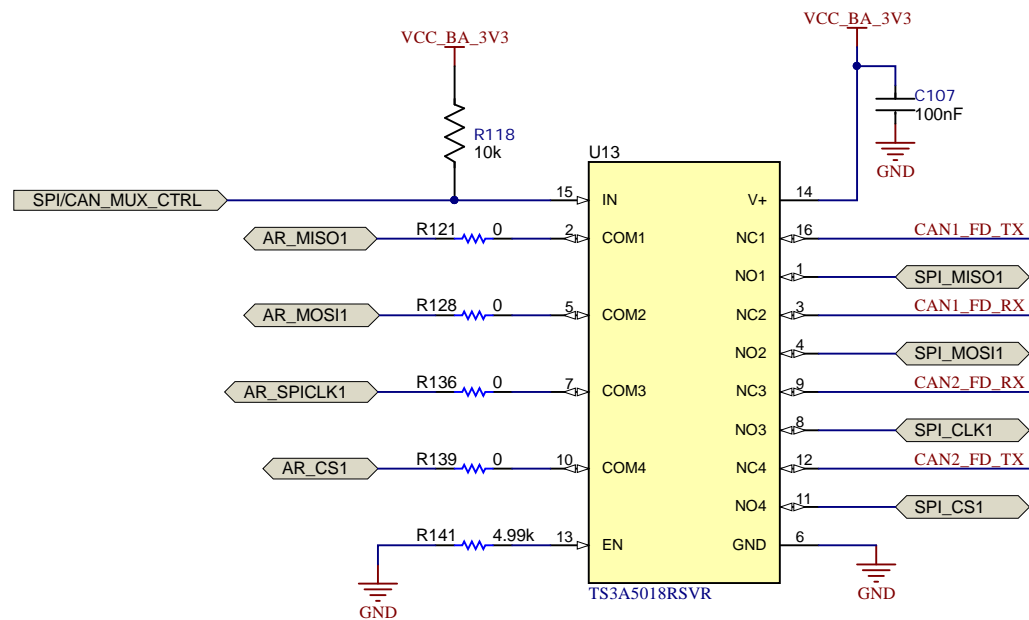 VCC_BA_3V3
VCC_BA_3V3
C107
100nF
GND
R118
10k
U13
SPI/CAN_MUX_CTRL
15 IN
V+ 14
AR_MISO1
R121 0
2 COM1
NC1 16
CAN1_FD_TX
NO1 1
SPI_MISO1
AR_MOSI1
R128 0
5 COM2
NC2 3
CAN1_FD_RX
NO2 4
SPI_MOSI1
AR_SPICLK1
R136 0
7 COM3
NC3 9
CAN2_FD_RX
NO3 8
SPI_CLK1
AR_CS1
R139 0
10 COM4
NC4 12
CAN2_FD_TX
NO4 11
SPI_CS1
R141 4.99k
13 EN
GND 6
GND
GND
TS3A5018RSVR